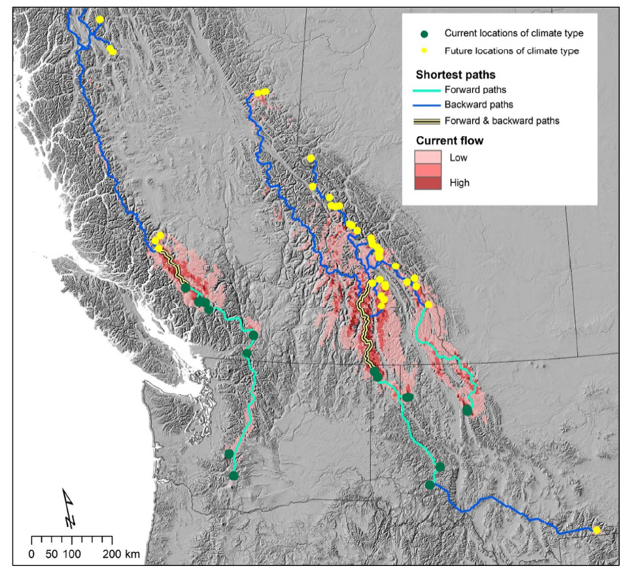 Current locations of climate type
Future locations of climate type
Shortest paths
Forward paths
Backward paths
Forward & backward paths
Current flow
Low
High
N
0 50 100 200 km